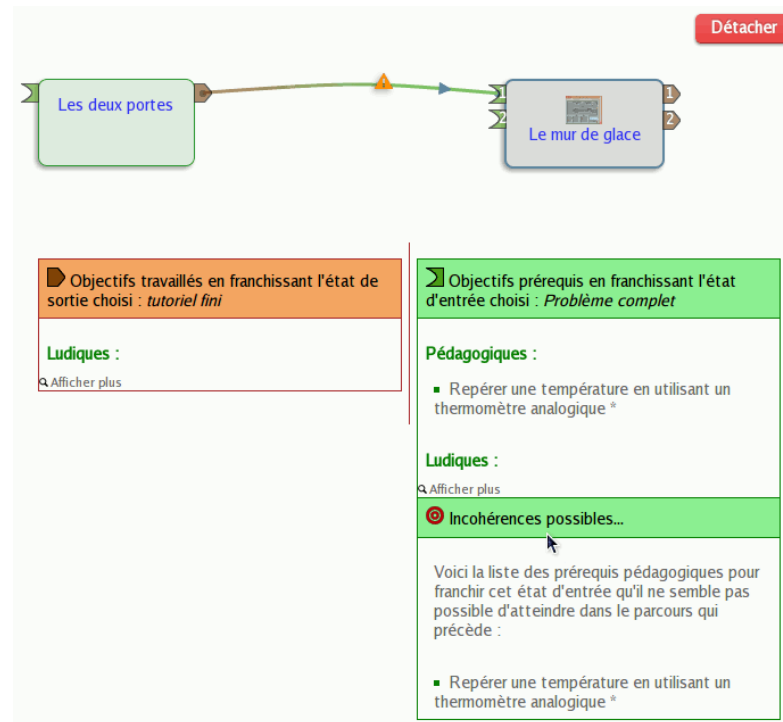 Détacher
Les deux portes
1
2
Le mur de glace
1
2
Objectifs travaillés en franchissant l'état de
sortie choisi : tutoriel fini
Ludiques :
Afficher plus
Objectifs prérequis en franchissant l'état
d'entrée choisi : Problème complet
Pédagogiques :
Repérer une température en utilisant un
thermomètre analogique *
Ludiques :
Afficher plus
Incohérences possibles...
Voici la liste des prérequis pédagogiques pour
franchir cet état d'entrée qu'il ne semble pas
possible d'atteindre dans le parcours qui
précède :
Repérer une température en utilisant un
thermomètre analogique *